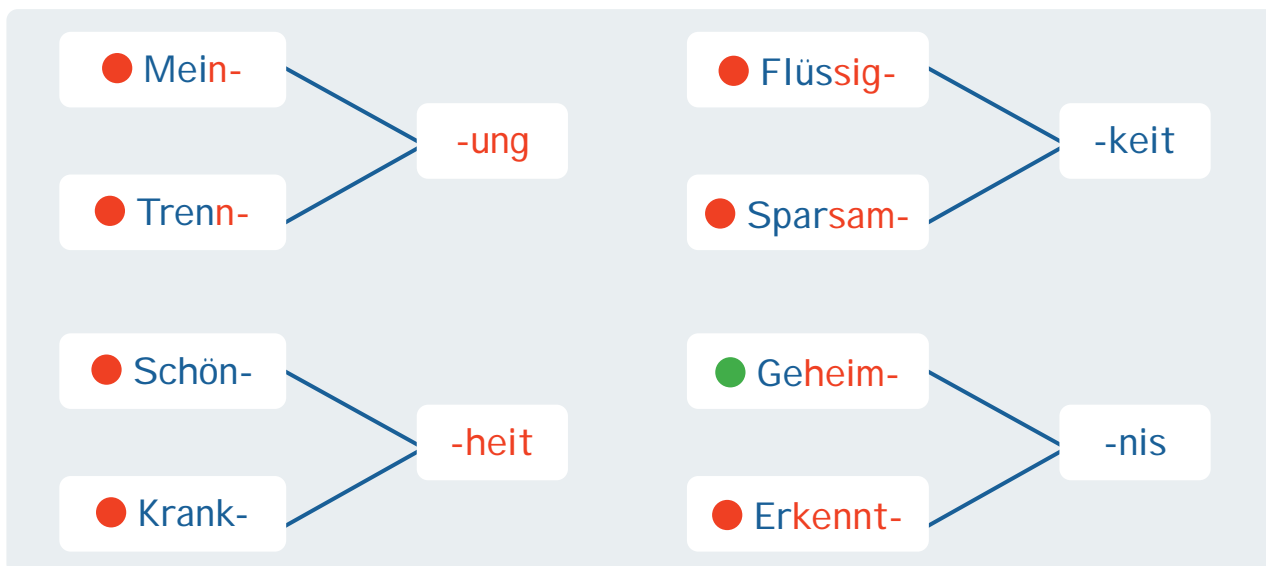 Mein-
-ung
Trenn-
Flüssig-
-keit
Sparsam-
Schön-
-heit
Krank-
Geheim-
-nis
Erkennt-